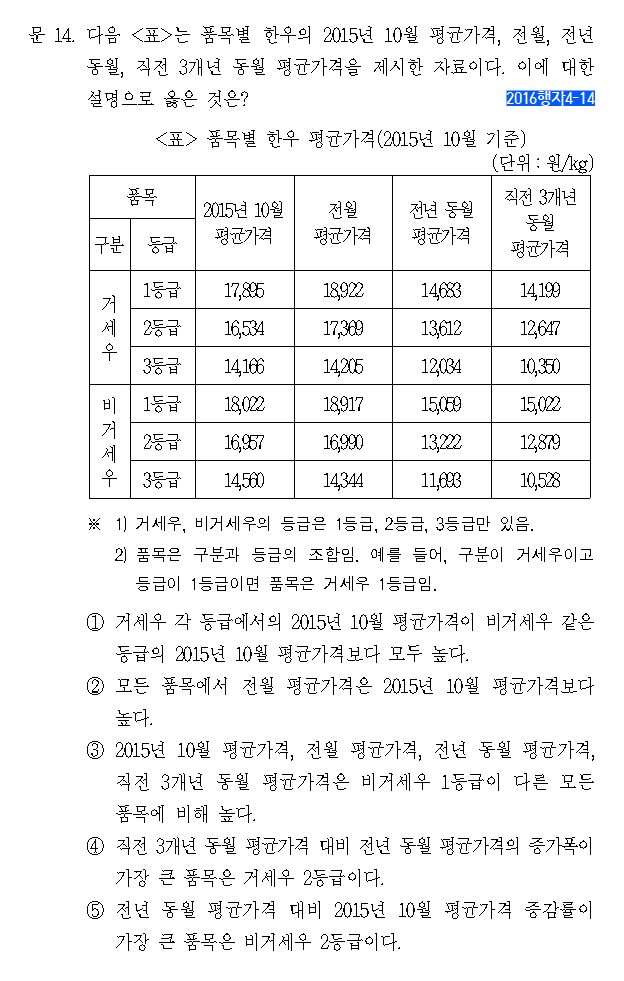 문 14. 다음 <표>는 품목별 한우의 2015년 10월 평균가격, 전월, 전년
동월, 직전 3개년 동월 평균가격을 제시한 자료이다. 이에 대한
설명으로 옳은 것은?
2016행자4-14
<표> 품목별 한우 평균가격(2015년 10월 기준)
(단위 : 원/kg)
품목 2015년 10월 평균가격 전월 평균가격 전년 동월 평균가격 직전 3개년 동월 평균가격
구분 등급
거세우 1등급 17,895 18,922 14,683 14,199
2등급 16,534 17,369 13,612 12,647
3등급 14,166 14,205 12,034 10,350
비거세우 1등급 18,022 18,917 15,059 15,022
2등급 16,957 16,990 13,222 12,879
3등급 14,560 14,344 11,693 10,528
※ 1) 거세우, 비거세우의 등급은 1등급, 2등급, 3등급만 있음.
2) 품목은 구분과 등급의 조합임. 예를 들어, 구분이 거세우이고
등급이 1등급이면 품목은 거세우 1등급임.
① 거세우 각 등급에서의 2015년 10월 평균가격이 비거세우 같은
등급의 2015년 10월 평균가격보다 모두 높다.
② 모든 품목에서 전월 평균가격은 2015년 10월 평균가격보다
높다.
③ 2015년 10월 평균가격, 전월 평균가격, 전년 동월 평균가격,
직전 3개년 동월 평균가격은 비거세우 1등급이 다른 모든
품목에 비해 높다.
④ 직전 3개년 동월 평균가격 대비 전년 동월 평균가격의 증가폭이
가장 큰 품목은 거세우 2등급이다.
⑤ 전년 동월 평균가격 대비 2015년 10월 평균가격 증감률이
가장 큰 품목은 비거세우 2등급이다.